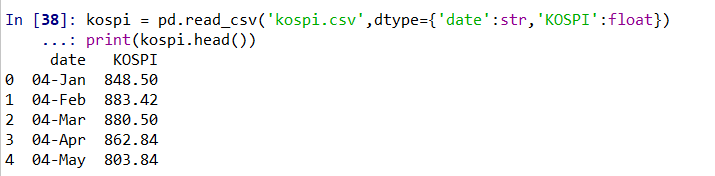 In [38]: kospi = pd.read_csv('kospi.csv',dtype={'date':str,'KOSPI':float})
...: print(kospi.head())
date KOSPI
0 04-Jan 848.50
1 04-Feb 883.42
2 04-Mar 880.50
3 04-Apr 862.84
4 04-May 803.84